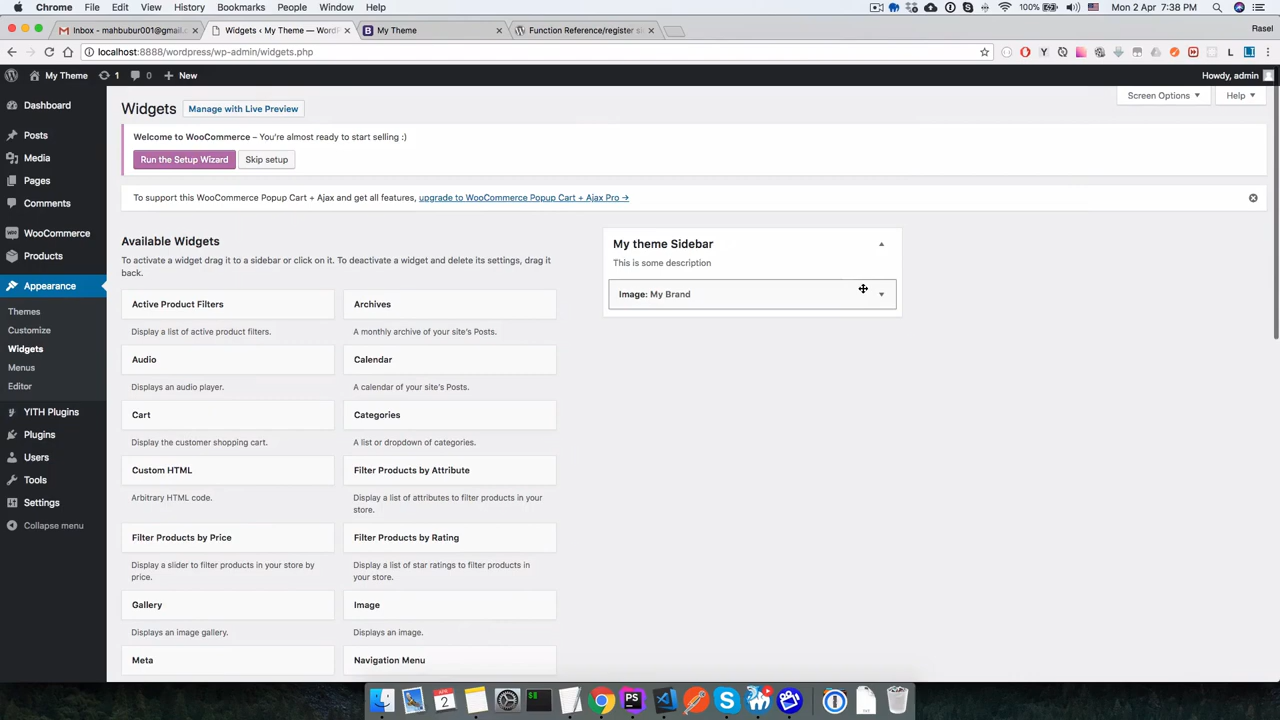 Chrome File Edit View History Bookmarks People Window Help 100% Mon 2 Apr 7:38 PM
Inbox - mahbubur001@gmail.c Widgets ‹ My Theme — WordP My Theme Function Reference/register si Rasel
localhost:8888/wordpress/wp-admin/widgets.php
My Theme 1 0 New Howdy, admin
Screen Options Help
Dashboard
Posts
Media
Pages
Comments
WooCommerce
Products
Appearance
Themes
Customize
Widgets
Menus
Editor
YITH Plugins
Plugins
Users
Tools
Settings
Collapse menu
Widgets Manage with Live Preview
Welcome to WooCommerce – You're almost ready to start selling :)
Run the Setup Wizard Skip setup
To support this WooCommerce Popup Cart + Ajax and get all features, upgrade to WooCommerce Popup Cart + Ajax Pro →
Available Widgets
To activate a widget drag it to a sidebar or click on it. To deactivate a widget and delete its settings, drag it
back.
Active Product Filters
Display a list of active product filters.
Archives
A monthly archive of your site's Posts.
Audio
Displays an audio player.
Calendar
A calendar of your site's Posts.
Cart
Display the customer shopping cart.
Categories
A list or dropdown of categories.
Custom HTML
Arbitrary HTML code.
Filter Products by Attribute
Display a list of attributes to filter products in your
store.
Filter Products by Price
Display a slider to filter products in your store by
price.
Filter Products by Rating
Display a list of star ratings to filter products in
your store.
Gallery
Displays an image gallery.
Image
Displays an image.
Meta
Navigation Menu
My theme Sidebar
This is some description
Image: My Brand